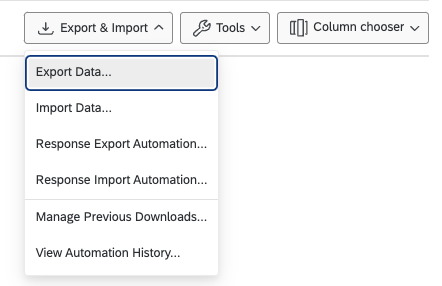 Export & Import
Tools
Column chooser
Export Data...
Import Data...
Response Export Automation...
Response Import Automation...
Manage Previous Downloads...
View Automation History...